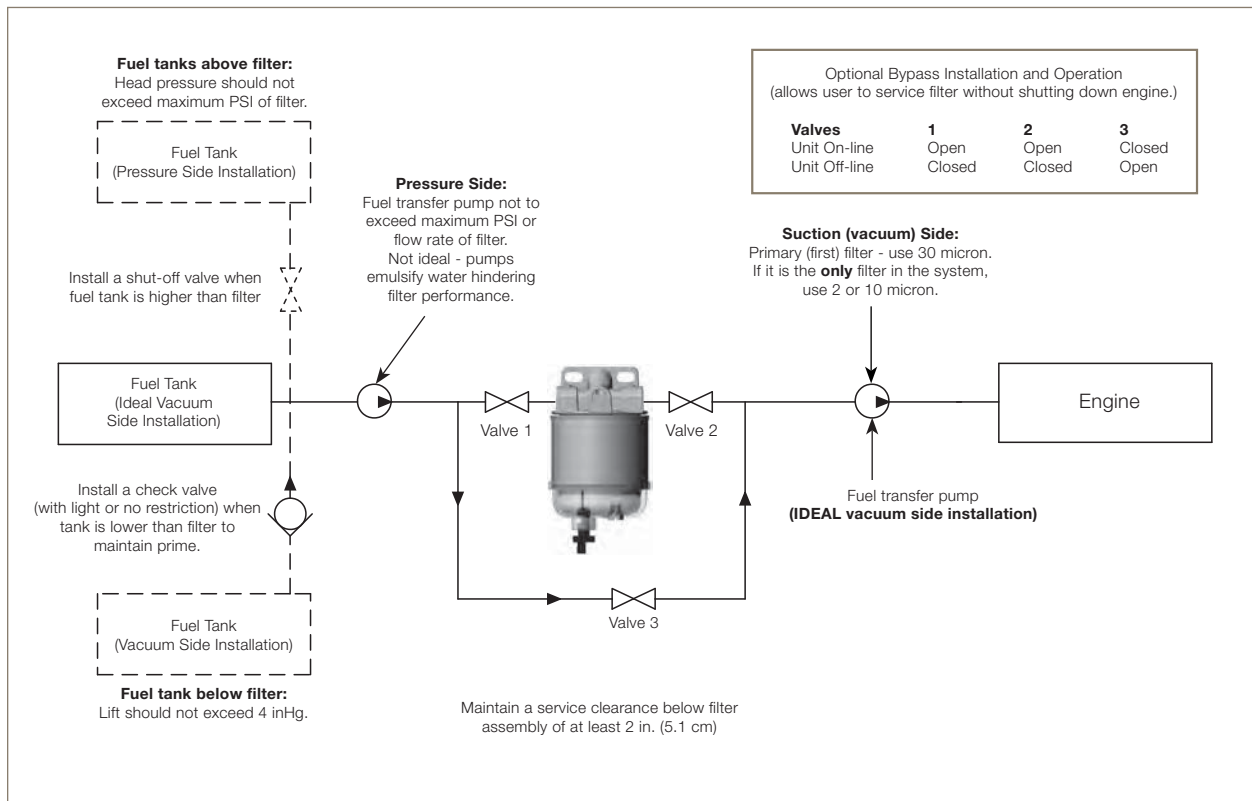 Fuel tanks above filter:
Head pressure should not
exceed maximum PSI of filter.
Fuel Tank
(Pressure Side Installation)
Install a shut-off valve when
fuel tank is higher than filter
Fuel Tank
(Ideal Vacuum
Side Installation)
Install a check valve
(with light or no restriction) when
tank is lower than filter to
maintain prime.
Fuel Tank
(Vacuum Side Installation)
Fuel tank below filter:
Lift should not exceed 4 inHg.
Pressure Side:
Fuel transfer pump not to
exceed maximum PSI or
flow rate of filter.
Not ideal - pumps
emulsify water hindering
filter performance.
Valve 1
Valve 2
Valve 3
Maintain a service clearance below filter
assembly of at least 2 in. (5.1 cm)
Optional Bypass Installation and Operation
(allows user to service filter without shutting down engine.)
Valves 1 2 3
Unit On-line Open Open Closed
Unit Off-line Closed Closed Open
Suction (vacuum) Side:
Primary (first) filter - use 30 micron.
If it is the only filter in the system,
use 2 or 10 micron.
Fuel transfer pump
(IDEAL vacuum side installation)
Engine